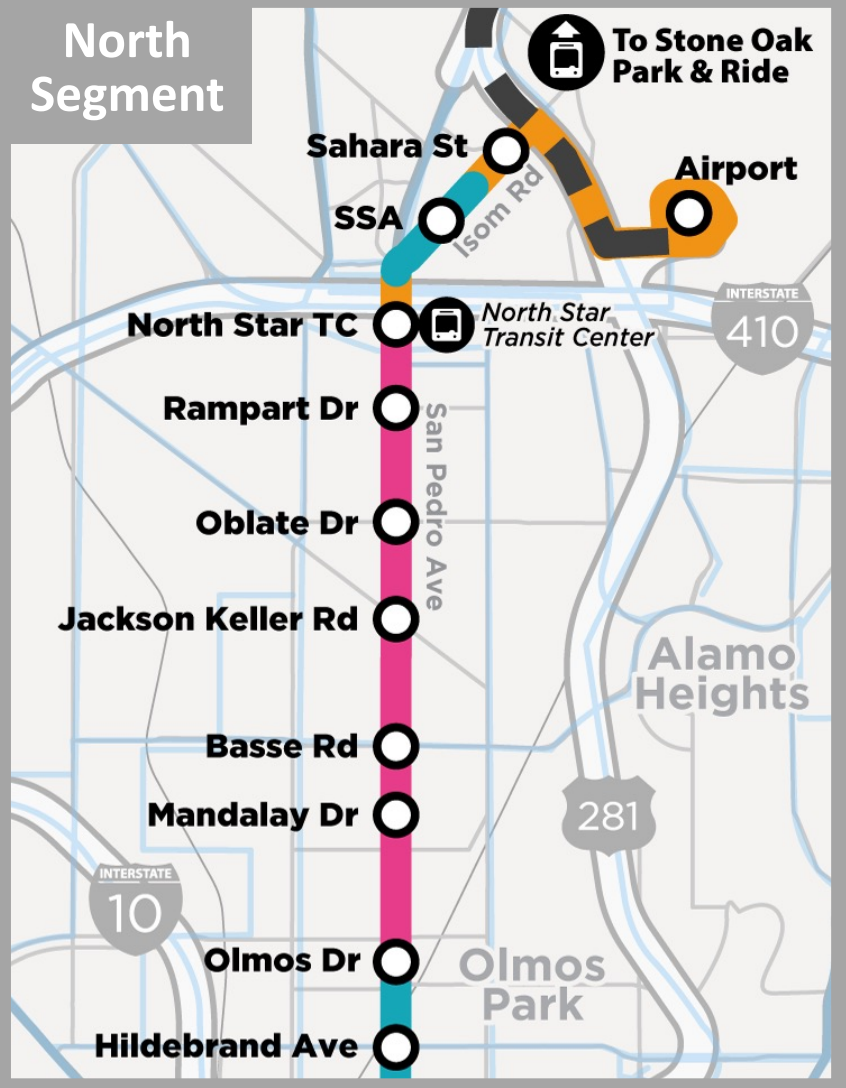 North
Segment
To Stone Oak
Park & Ride
Sahara St
Airport
SSA
Isom Rd
North Star TC
North Star
Transit Center
INTERSTATE
410
Rampart Dr
San Pedro Ave
Oblate Dr
Jackson Keller Rd
Alamo
Heights
Basse Rd
Mandalay Dr
281
INTERSTATE
10
Olmos Dr
Olmos
Park
Hildebrand Ave